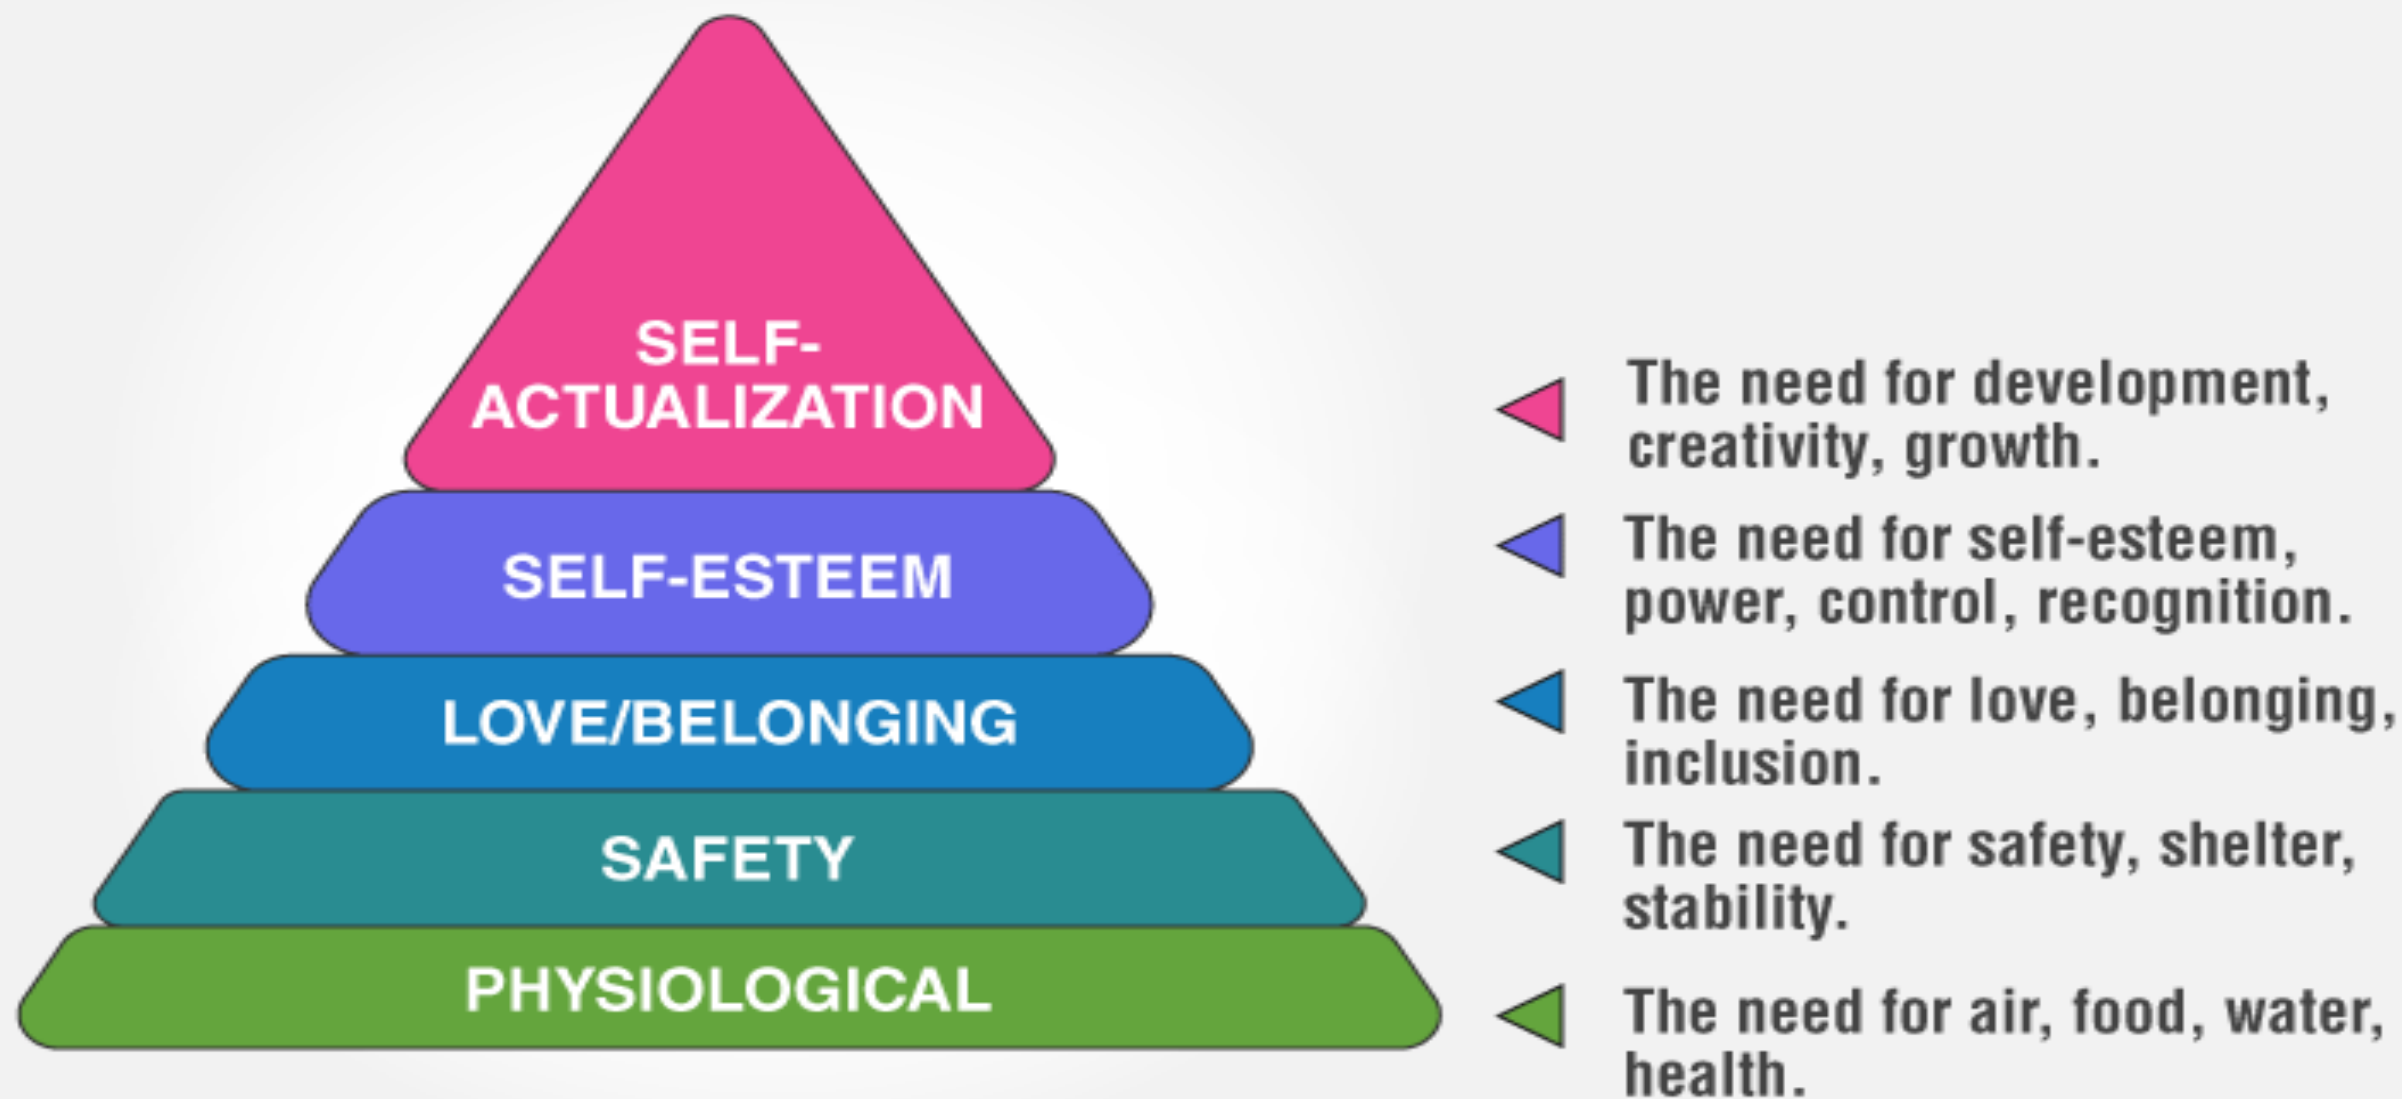 SELF-
ACTUALIZATION
The need for development,
creativity, growth.
SELF-ESTEEM
The need for self-esteem,
power, control, recognition.
LOVE/BELONGING
The need for love, belonging,
inclusion.
SAFETY
The need for safety, shelter,
stability.
PHYSIOLOGICAL
The need for air, food, water,
health.